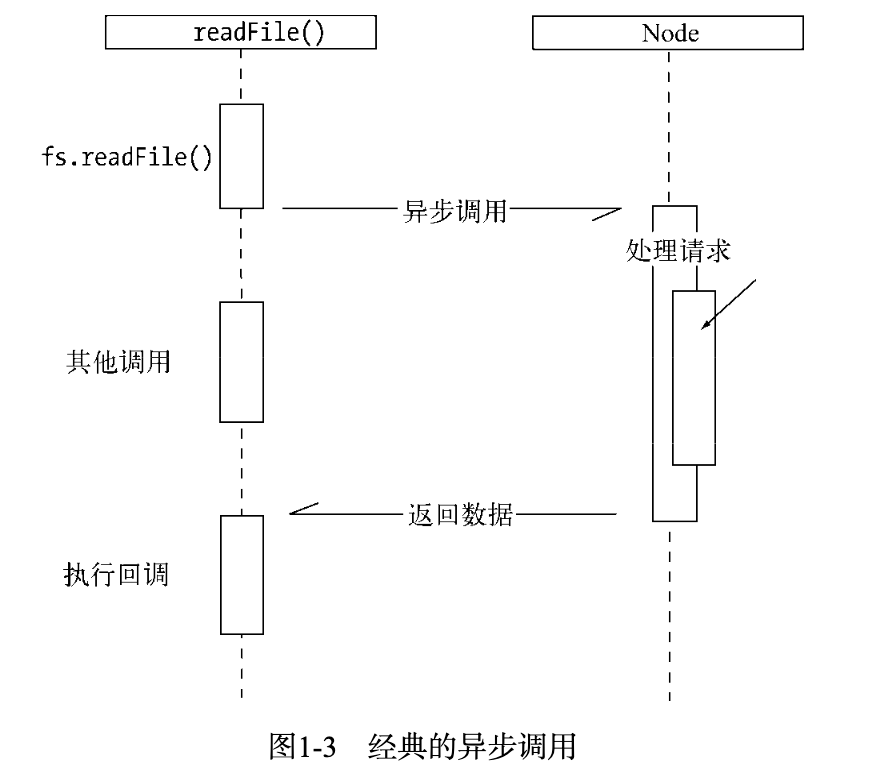 readFile()
Node
fs.readFile()
异步调用
处理请求
其他调用
返回数据
执行回调
图1-3 经典的异步调用